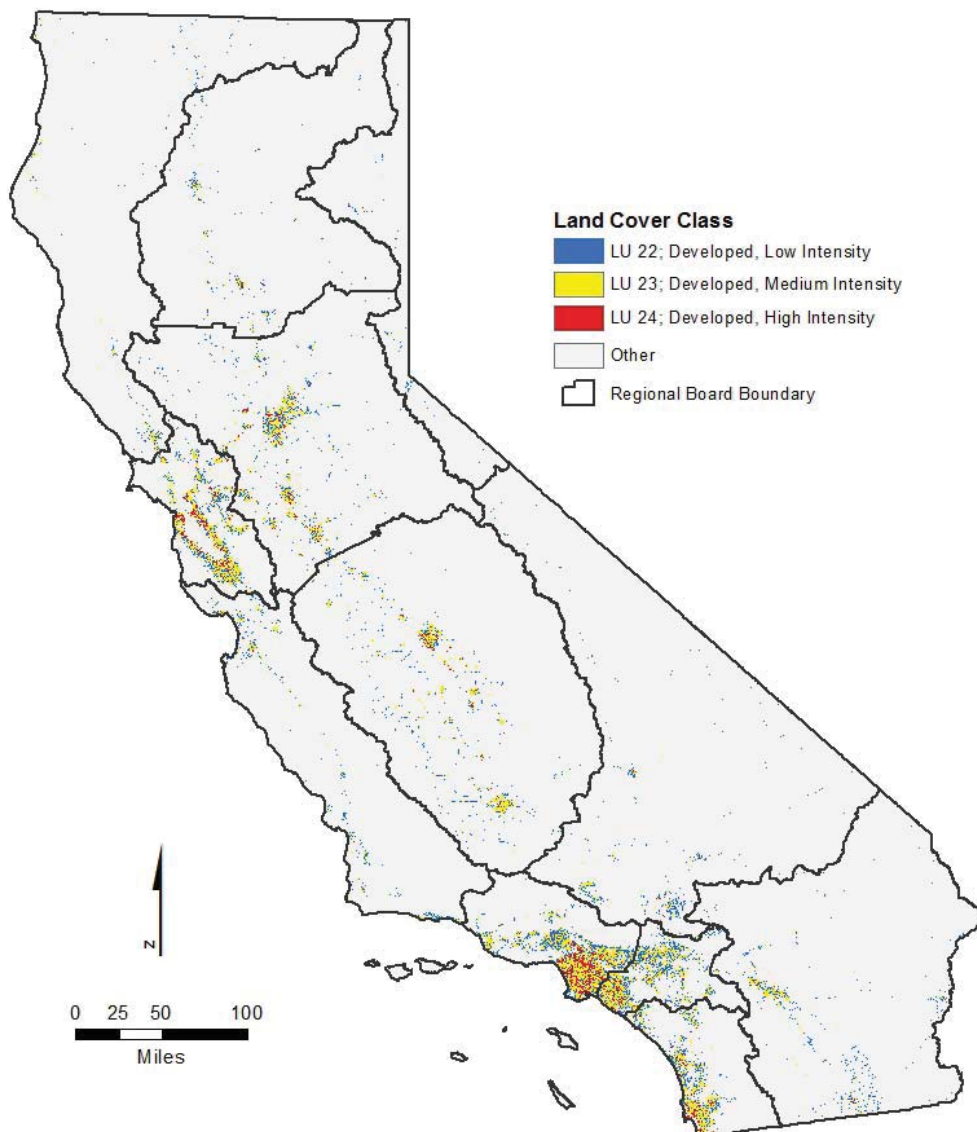 Land Cover Class
LU 22; Developed, Low Intensity
LU 23; Developed, Medium Intensity
LU 24; Developed, High Intensity
Other
Regional Board Boundary
N
0 25 50 100
Miles